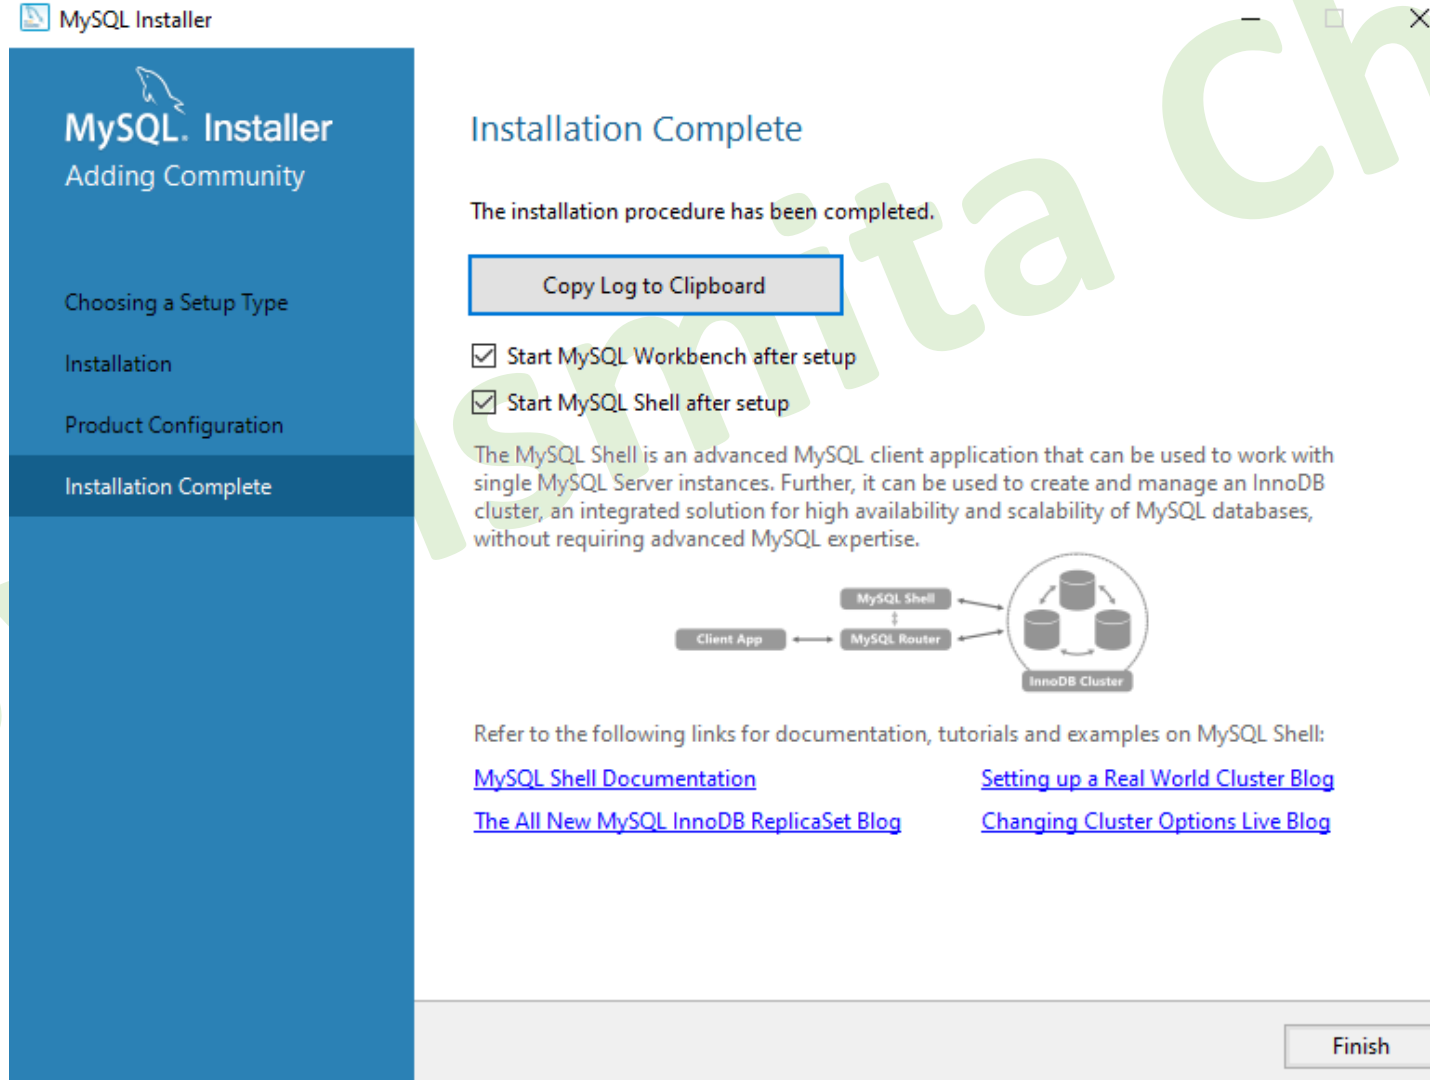 MySQL Installer
MySQL. Installer
Adding Community
Choosing a Setup Type
Installation
Product Configuration
Installation Complete
Installation Complete
The installation procedure has been completed.
Copy Log to Clipboard
Start MySQL Workbench after setup
Start MySQL Shell after setup
The MySQL Shell is an advanced MySQL client application that can be used to work with
single MySQL Server instances. Further, it can be used to create and manage an InnoDB
cluster, an integrated solution for high availability and scalability of MySQL databases,
without requiring advanced MySQL expertise.
MySQL Shell
Client App
MySQL Router
InnoDB Cluster
Refer to the following links for documentation, tutorials and examples on MySQL Shell:
MySQL Shell Documentation
Setting up a Real World Cluster Blog
The All New MySQL InnoDB ReplicaSet Blog
Changing Cluster Options Live Blog
Finish